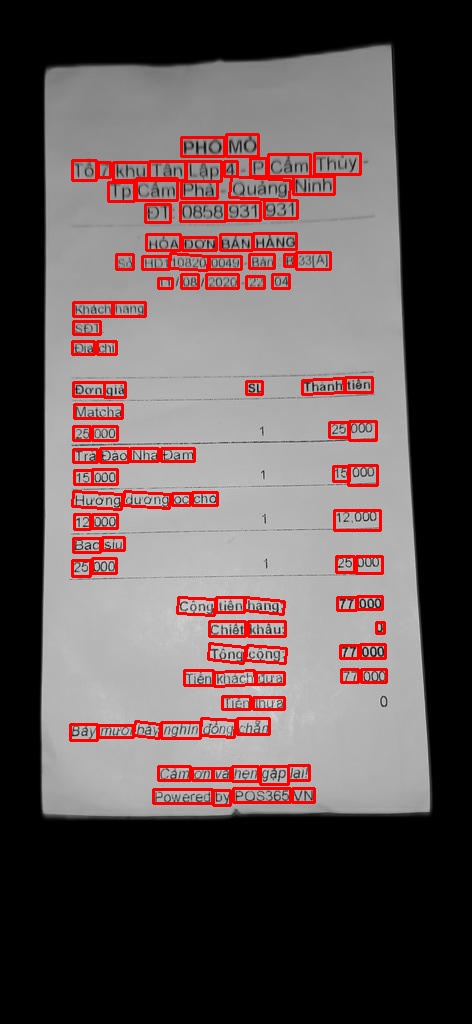 PHỐ MỎ
Tổ 7 khu Tân Lập 4 - P Cẩm Thủy -
Tp Cẩm Phả - Quảng Ninh
ĐT: 0858 931 931
HÓA ĐƠN BÁN HÀNG
Số HD110820 0049 - Bàn B 33[A]
11 / 08 / 2020 - 22 04
Khách hàng
SĐT
Địa chỉ
Đơn giá SL Thành tiền
Matcha
25,000 1 25,000
Trà Đào Nha Đam
15,000 1 15,000
Hướng dương óc chó
12,000 1 12,000
Bạc sỉu
25,000 1 25,000
Cộng tiền hàng: 77,000
Chiết khấu: 0
Tổng cộng: 77,000
Tiền khách đưa 77,000
Tiền thừa 0
Bảy mươi bảy nghìn đồng chẵn
Cảm ơn và hẹn gặp lại!
Powered by POS365.VN